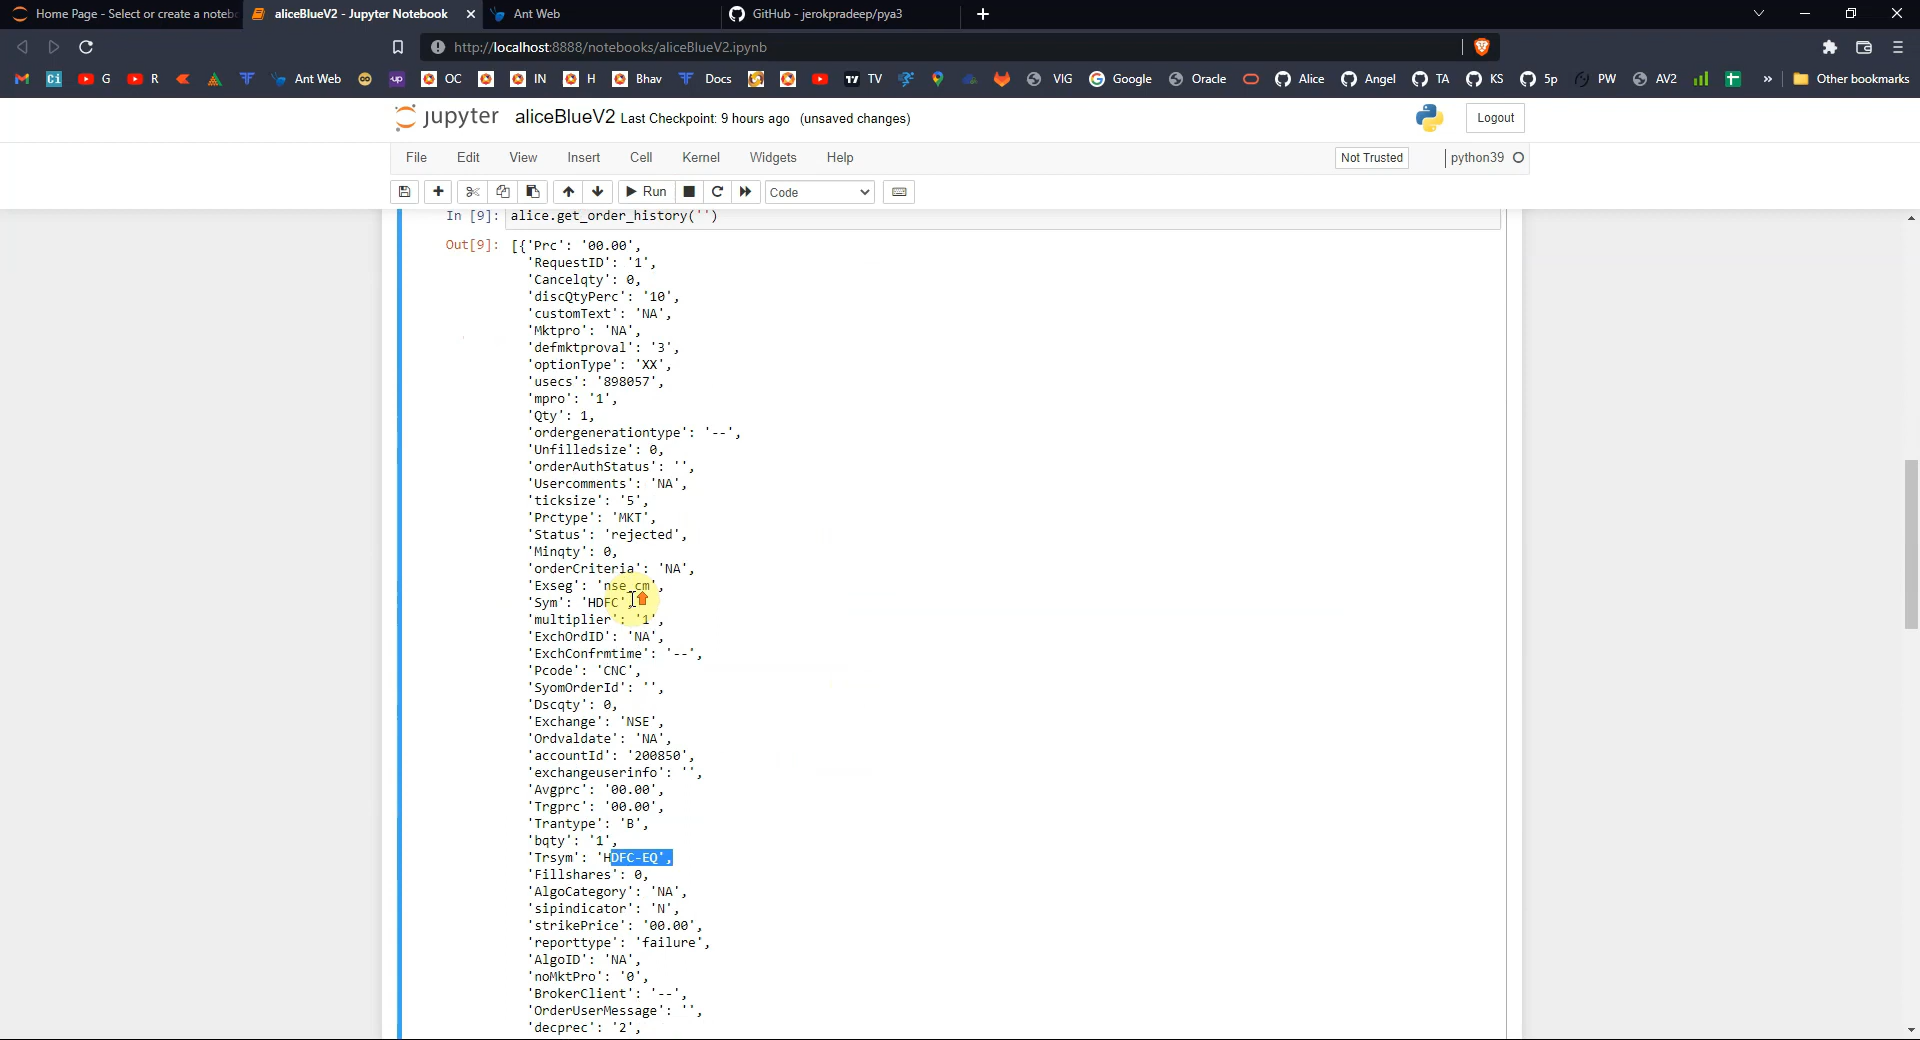 Home Page - Select or create a noteb
aliceBlueV2 - Jupyter Notebook
Ant Web
GitHub - jerokpradeep/pya3
http://localhost:8888/notebooks/aliceBlueV2.ipynb
Ci
G
R
Ant Web
up
OC
IN
H
Bhav
Docs
TV
VIG
Google
Oracle
Alice
Angel
TA
KS
5p
PW
AV2
Other bookmarks
jupyter aliceBlueV2 Last Checkpoint: 9 hours ago (unsaved changes)
Logout
File Edit View Insert Cell Kernel Widgets Help
Not Trusted
python39
Run
Code
In [9]: alice.get_order_history('')
Out[9]: [{'Prc': '00.00',
'RequestID': '1',
'Cancelqty': 0,
'discQtyPerc': '10',
'customText': 'NA',
'Mktpro': 'NA',
'defmktproval': '3',
'optionType': 'XX',
'usecs': '898057',
'mpro': '1',
'Qty': 1,
'ordergenerationtype': '--',
'Unfilledsize': 0,
'orderAuthStatus': '',
'Usercomments': 'NA',
'ticksize': '5',
'Prctype': 'MKT',
'Status': 'rejected',
'Minqty': 0,
'orderCriteria': 'NA',
'Exseg': 'nse_cm',
'Sym': 'HDFC',
'multiplier': '1',
'ExchOrdID': 'NA',
'ExchConfrmtime': '--',
'Pcode': 'CNC',
'SyomOrderId': '',
'Dscqty': 0,
'Exchange': 'NSE',
'Ordvaldate': 'NA',
'accountId': '200850',
'exchangeuserinfo': '',
'Avgprc': '00.00',
'Trgprc': '00.00',
'Trantype': 'B',
'bqty': '1',
'Trsym': 'HDFC-EQ',
'Fillshares': 0,
'AlgoCategory': 'NA',
'sipindicator': 'N',
'strikePrice': '00.00',
'reporttype': 'failure',
'AlgoID': 'NA',
'noMktPro': '0',
'BrokerClient': '--',
'OrderUserMessage': '',
'decprec': '2',